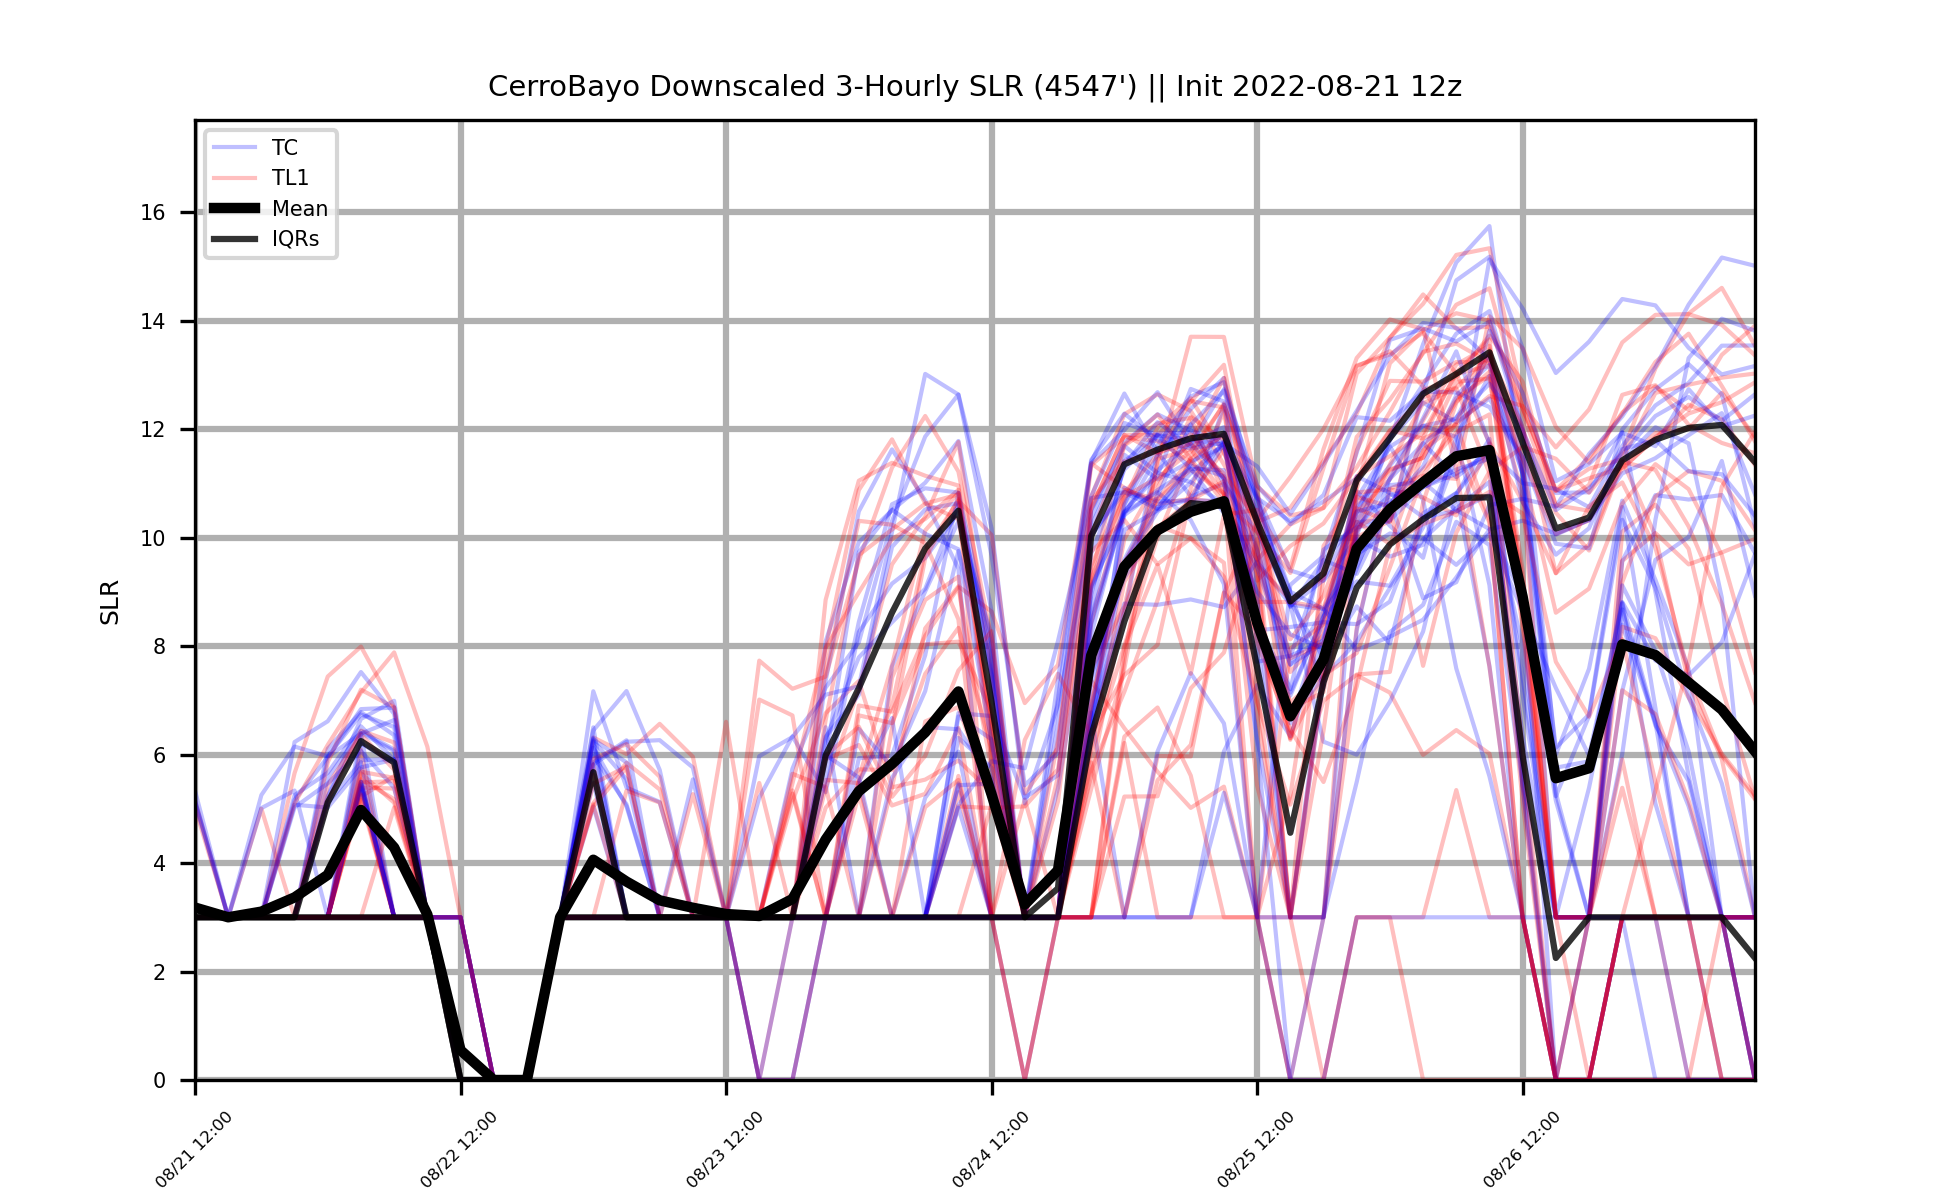 CerroBayo Downscaled 3-Hourly SLR (4547') || Init 2022-08-21 12z
TC
TL1
Mean
IQRs
SLR
16
14
12
10
8
6
4
2
0
08/21 12:00
08/22 12:00
08/23 12:00
08/24 12:00
08/25 12:00
08/26 12:00